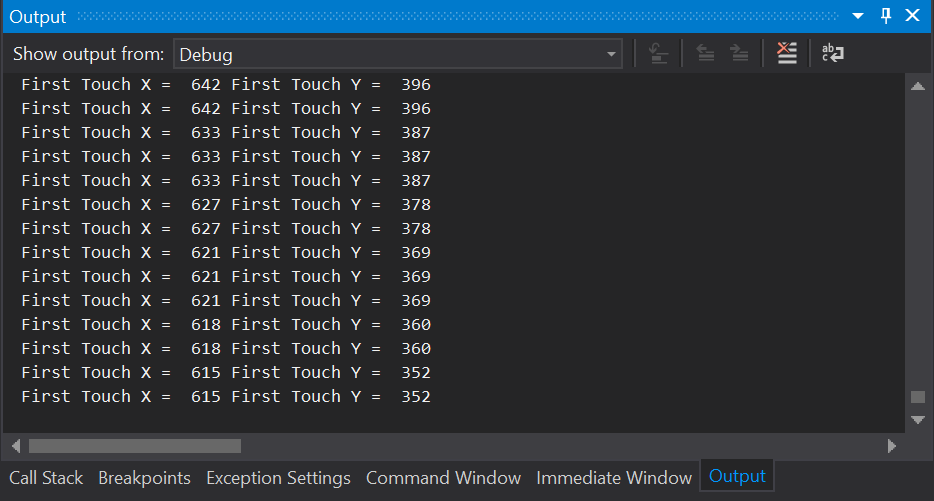 Output
Show output from: Debug
First Touch X =  642 First Touch Y =  396
First Touch X =  642 First Touch Y =  396
First Touch X =  633 First Touch Y =  387
First Touch X =  633 First Touch Y =  387
First Touch X =  633 First Touch Y =  387
First Touch X =  627 First Touch Y =  378
First Touch X =  627 First Touch Y =  378
First Touch X =  621 First Touch Y =  369
First Touch X =  621 First Touch Y =  369
First Touch X =  621 First Touch Y =  369
First Touch X =  618 First Touch Y =  360
First Touch X =  618 First Touch Y =  360
First Touch X =  615 First Touch Y =  352
First Touch X =  615 First Touch Y =  352
Call Stack Breakpoints Exception Settings Command Window Immediate Window Output